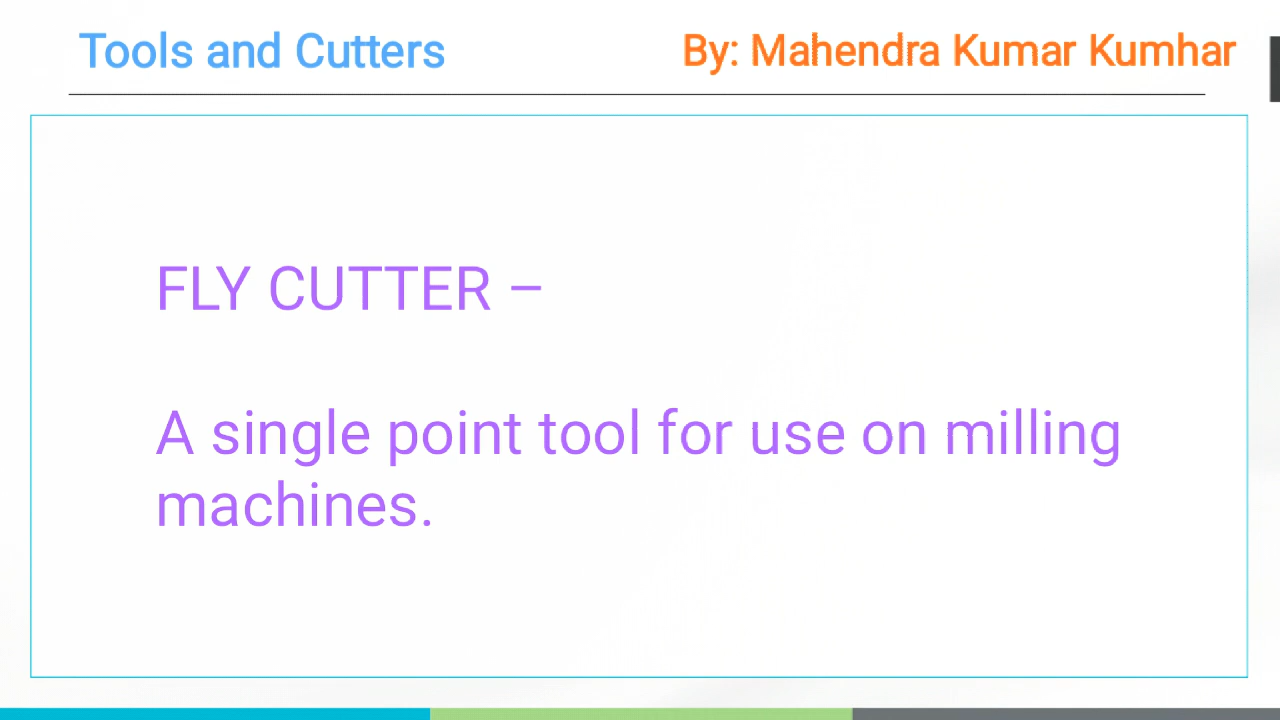 Tools and Cutters
By: Mahendra Kumar Kumhar
FLY CUTTER –
A single point tool for use on milling
machines.